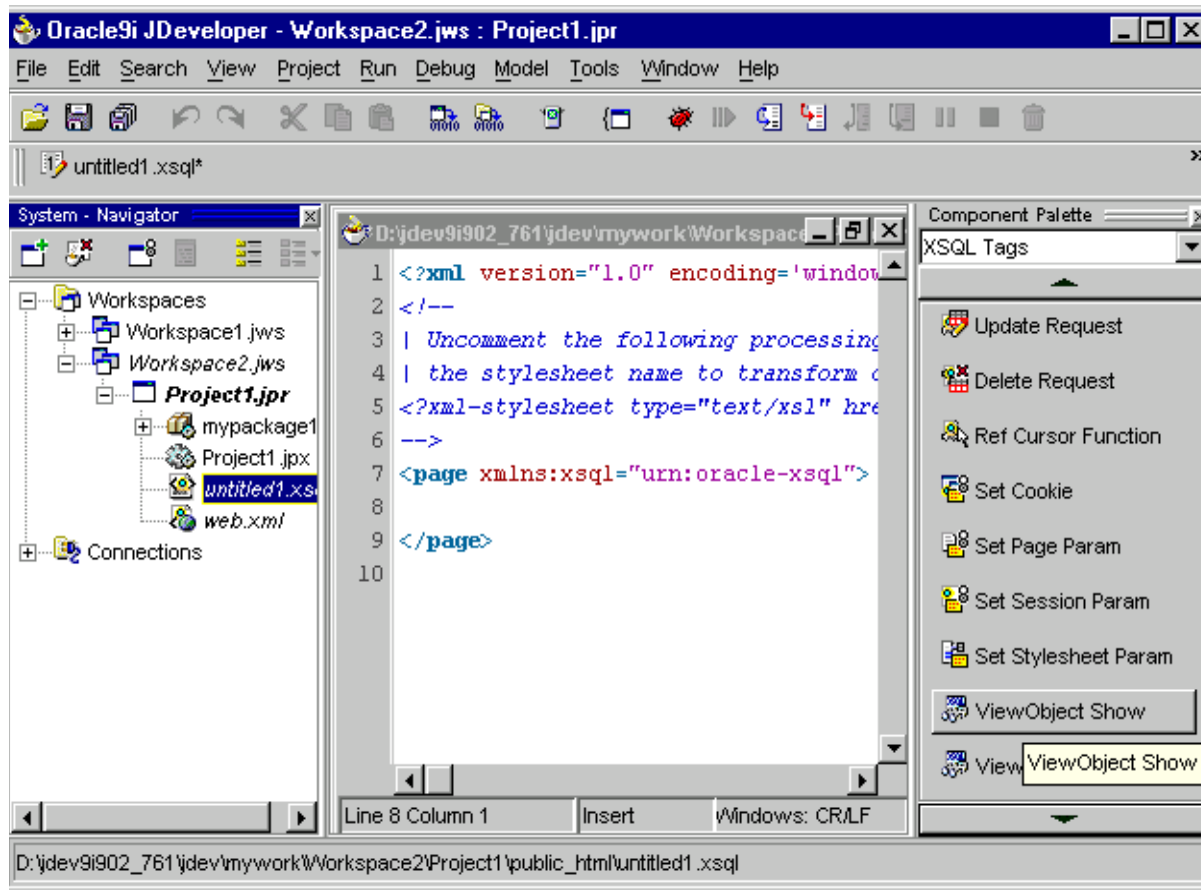 Oracle9i JDeveloper - Workspace2.jws : Project1.jpr
File Edit Search View Project Run Debug Model Tools Window Help
untitled1.xsql*
System - Navigator
Workspaces
Workspace1.jws
Workspace2.jws
Project1.jpr
mypackage1
Project1.jpx
untitled1.xs
web.xml
Connections
D:\jdev9i902_761\jdev\mywork\Workspac
1 <?xml version="1.0" encoding='window
2 <!--
3 | Uncomment the following processing
4 | the stylesheet name to transform
5 <?xml-stylesheet type="text/xsl" hre
6 -->
7 <page xmlns:xsql="urn:oracle-xsql">
8
9 </page>
10
Line 8 Column 1 Insert Windows: CR/LF
Component Palette
XSQL Tags
Update Request
Delete Request
Ref Cursor Function
Set Cookie
Set Page Param
Set Session Param
Set Stylesheet Param
ViewObject Show
View
ViewObject Show
D:\jdev9i902_761\jdev\mywork\Workspace2\Project1\public_html\untitled1.xsql